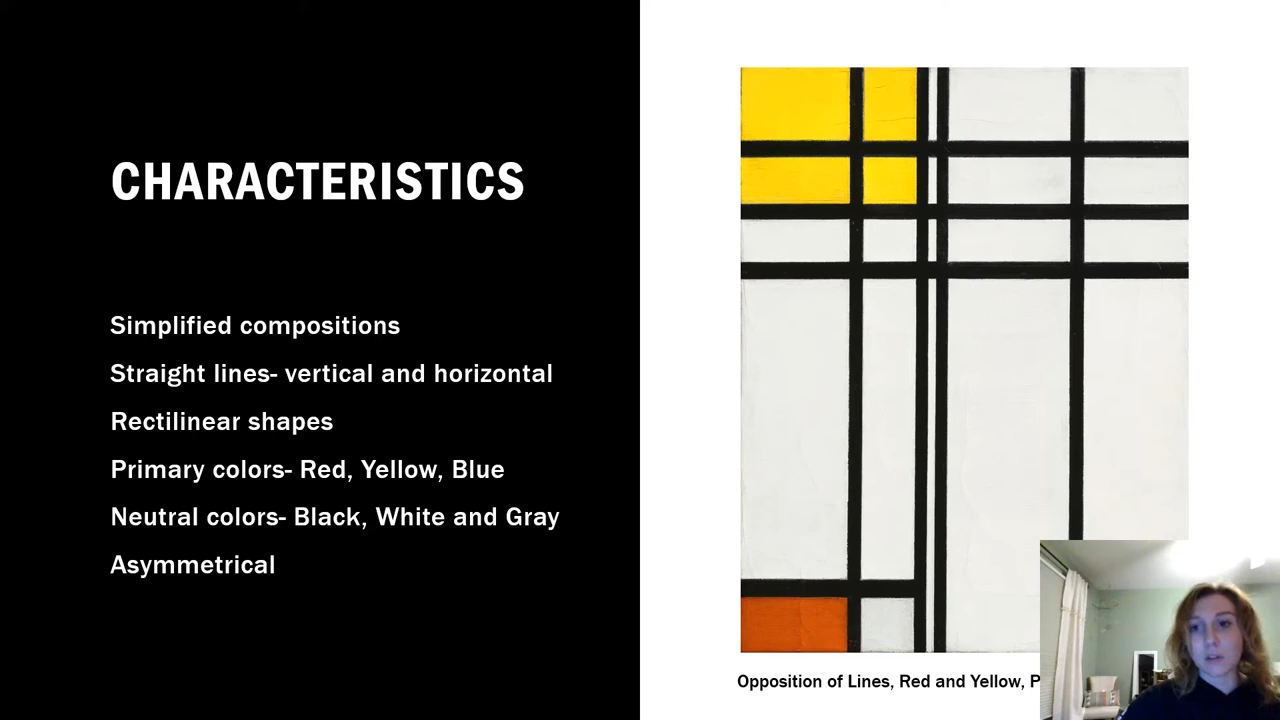 CHARACTERISTICS
Simplified compositions
Straight lines- vertical and horizontal
Rectilinear shapes
Primary colors- Red, Yellow, Blue
Neutral colors- Black, White and Gray
Asymmetrical
Opposition of Lines, Red and Yellow, P